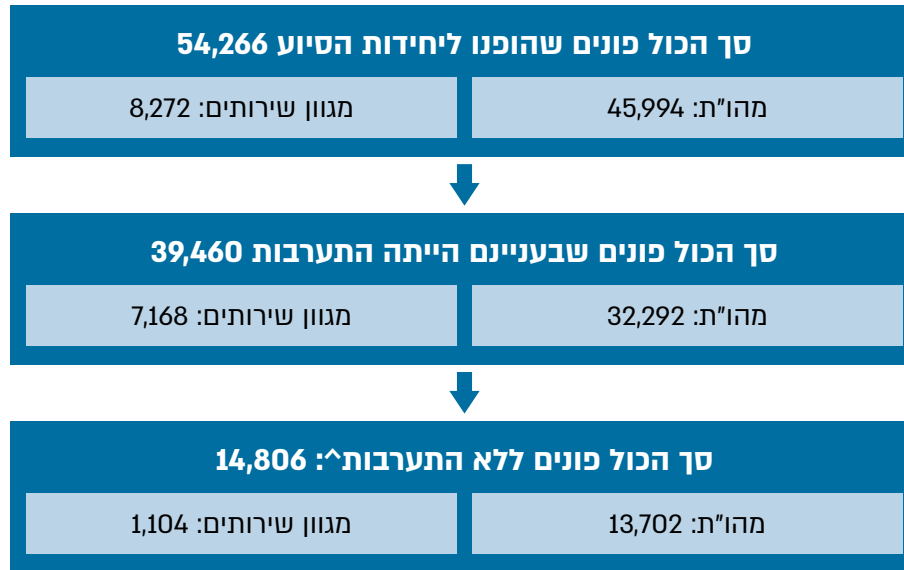 סך הכול פונים שהופנו ליחידות הסיוע 54,266
מהו"ת: 45,994
מגוון שירותים: 8,272
סך הכול פונים שבעניינם הייתה התערבות 39,460
מהו"ת: 32,292
מגוון שירותים: 7,168
סך הכול פונים ללא התערבות^: 14,806
מהו"ת: 13,702
מגוון שירותים: 1,104